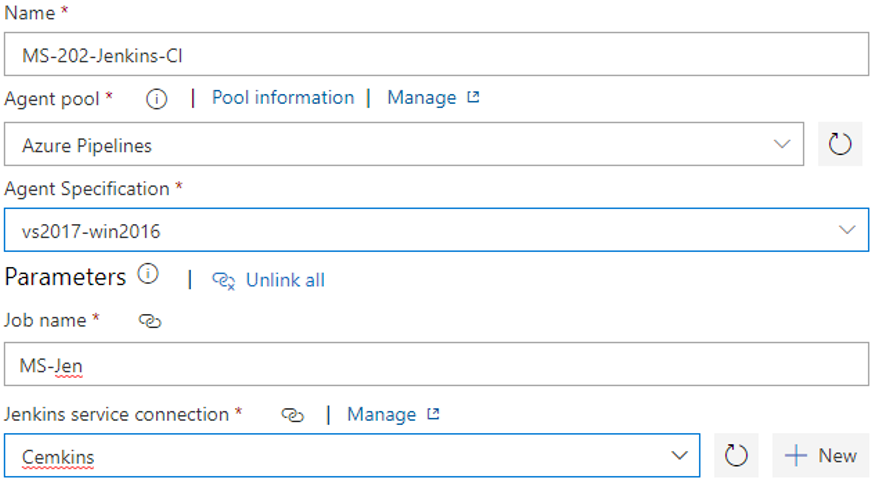 Name *
MS-202-Jenkins-CI
Agent pool * | Pool information | Manage
Azure Pipelines
Agent Specification *
vs2017-win2016
Parameters | Unlink all
Job name *
MS-Jen
Jenkins service connection * | Manage
Cemkins
New